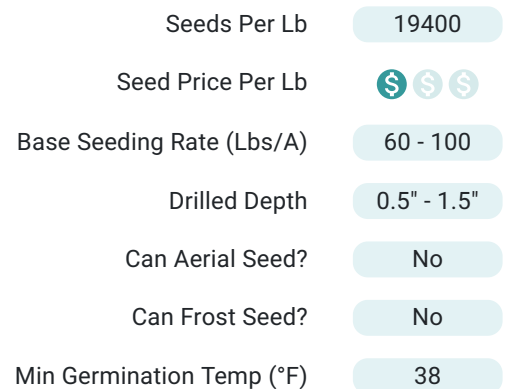 Seeds Per Lb 19400
Seed Price Per Lb $ $ $
Base Seeding Rate (Lbs/A) 60 - 100
Drilled Depth 0.5" - 1.5"
Can Aerial Seed? No
Can Frost Seed? No
Min Germination Temp (°F) 38